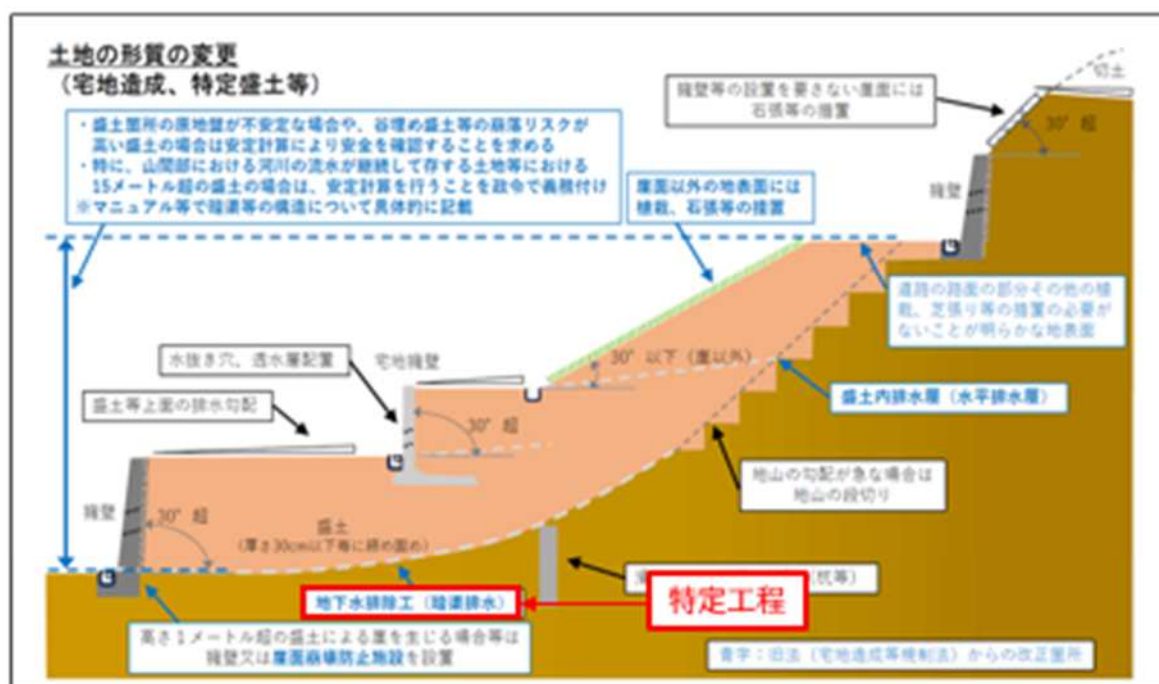 土地の形質の変更
（宅地造成、特定盛土等）
・盛土箇所の原地盤が不安定な場合や、谷埋め盛土等の崩落リスクが
高い盛土の場合は安定計算により安全を確認することを求める
・特に、山間部における河川の流水が継続して存する土地等における
15メートル超の盛土の場合は、安定計算を行うことを政令で義務付け
※マニュアル等で暗渠等の構造について具体的に記載
擁壁等の設置を要さない崖面には
石張等の措置
切土
30°超
擁壁
崖面以外の地表面には
植栽、石張等の措置
道路の路面の部分その他の植
栽、芝張り等の措置の必要が
ないことが明らかな地表面
水抜き穴、透水層配置
宅地擁壁
30°以下（崖以外）
盛土等上面の排水勾配
30°超
盛土内排水層（水平排水層）
地山の勾配が急な場合は
地山の段切り
擁壁
30°超
盛土
（厚さ30cm以下毎に締め固め）
杭等）
特定工程
地下水排除工（暗渠排水）
高さ1メートル超の盛土による崖を生じる場合等は
擁壁又は崖面崩壊防止施設を設置
青字：旧法（宅地造成等規制法）からの改正箇所